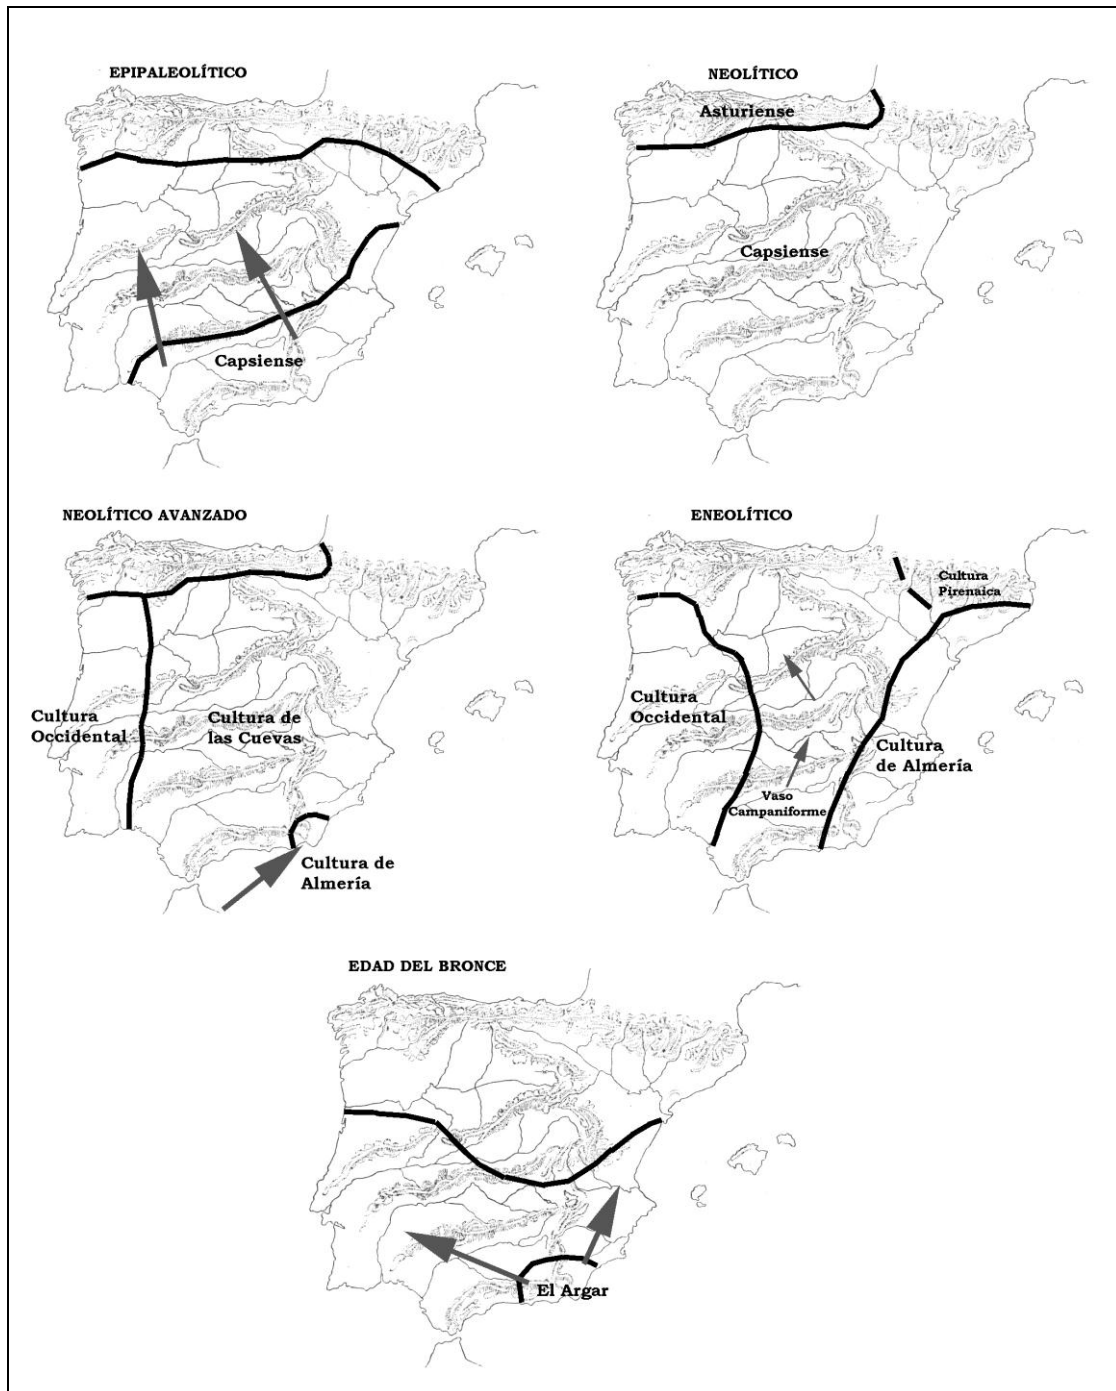 EPIPALEOLÍTICO
Capsiense
NEOLÍTICO
Asturiense
Capsiense
NEOLÍTICO AVANZADO
Cultura
Occidental
Cultura de
las Cuevas
Cultura de
Almería
ENEOLÍTICO
Cultura
Pirenaica
Cultura
Occidental
Cultura
de Almería
Vaso
Campaniforme
EDAD DEL BRONCE
El Argar